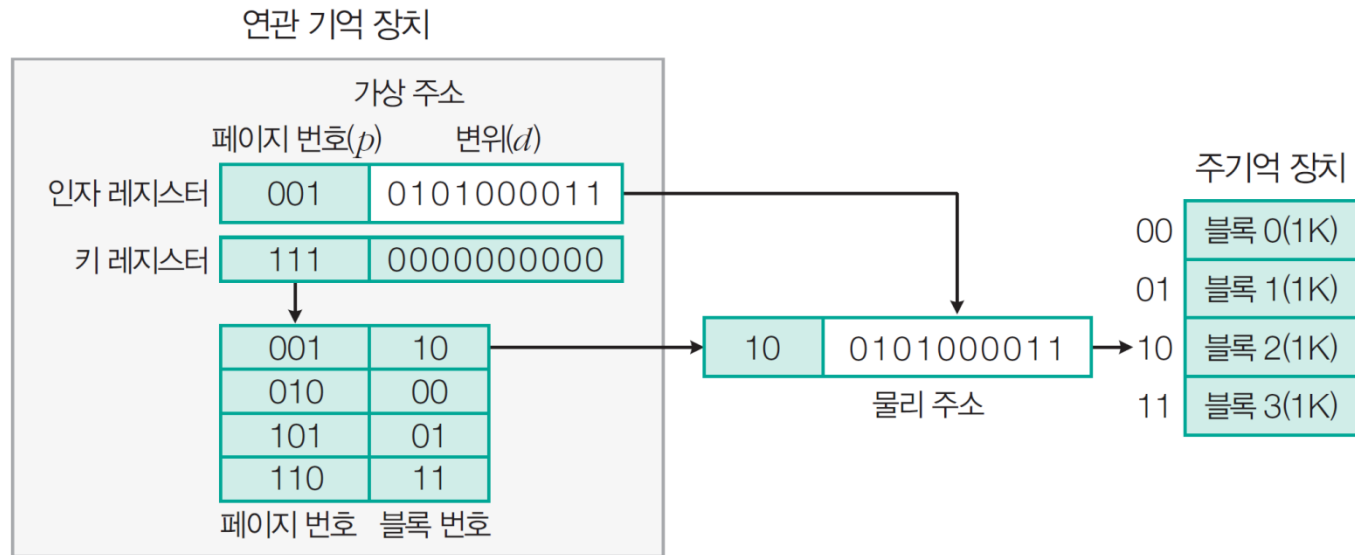 연관 기억 장치
가상 주소
페이지 번호(p) 변위(d)
인자 레지스터 001 0101000011
키 레지스터 111 0000000000
001 10
010 00
101 01
110 11
페이지 번호 블록 번호
10 0101000011
물리 주소
주기억 장치
00 블록 0(1K)
01 블록 1(1K)
10 블록 2(1K)
11 블록 3(1K)